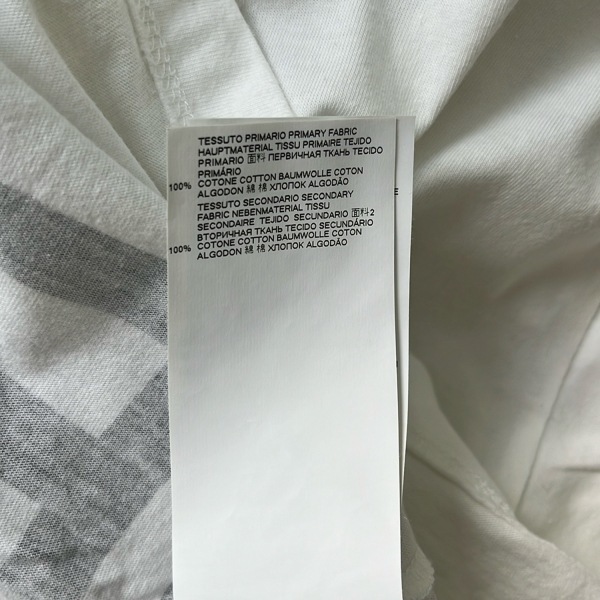 TESSUTO PRIMARIO PRIMARY FABRIC
HAUPTMATERIAL TISSU PRIMAIRE TEJIDO
PRIMARIO 面料 ПЕРВИЧНАЯ ТКАНЬ TECIDO
PRIMÁRIO
100% COTONE COTTON BAUMWOLLE COTON
ALGODON 綿 棉 ХЛОПОК ALGODÃO
TESSUTO SECONDARIO SECONDARY
FABRIC NEBENMATERIAL TISSU
SECONDAIRE TEJIDO SECUNDARIO 面料2
ВТОРИЧНАЯ ТКАНЬ TECIDO SECUNDÁRIO
100% COTONE COTTON BAUMWOLLE COTON
ALGODON 綿 棉 ХЛОПОК ALGODÃO